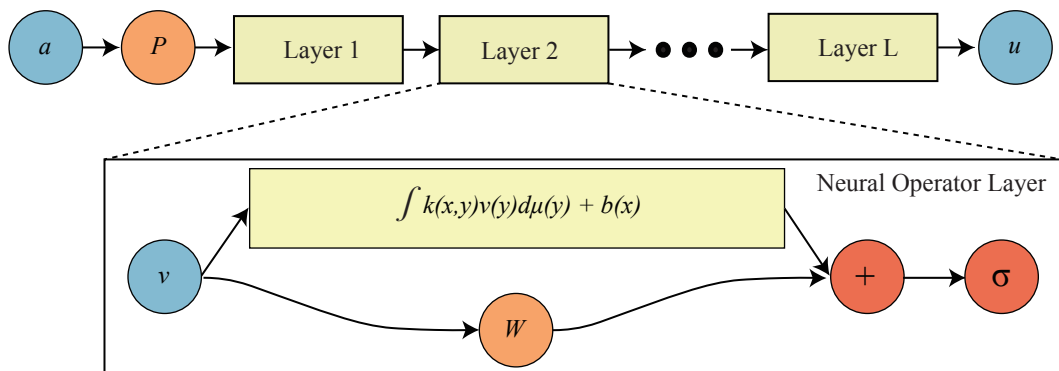 a P Layer 1 Layer 2 Layer L u
Neural Operator Layer
∫ k(x,y)v(y)dμ(y) + b(x)
v + σ
W